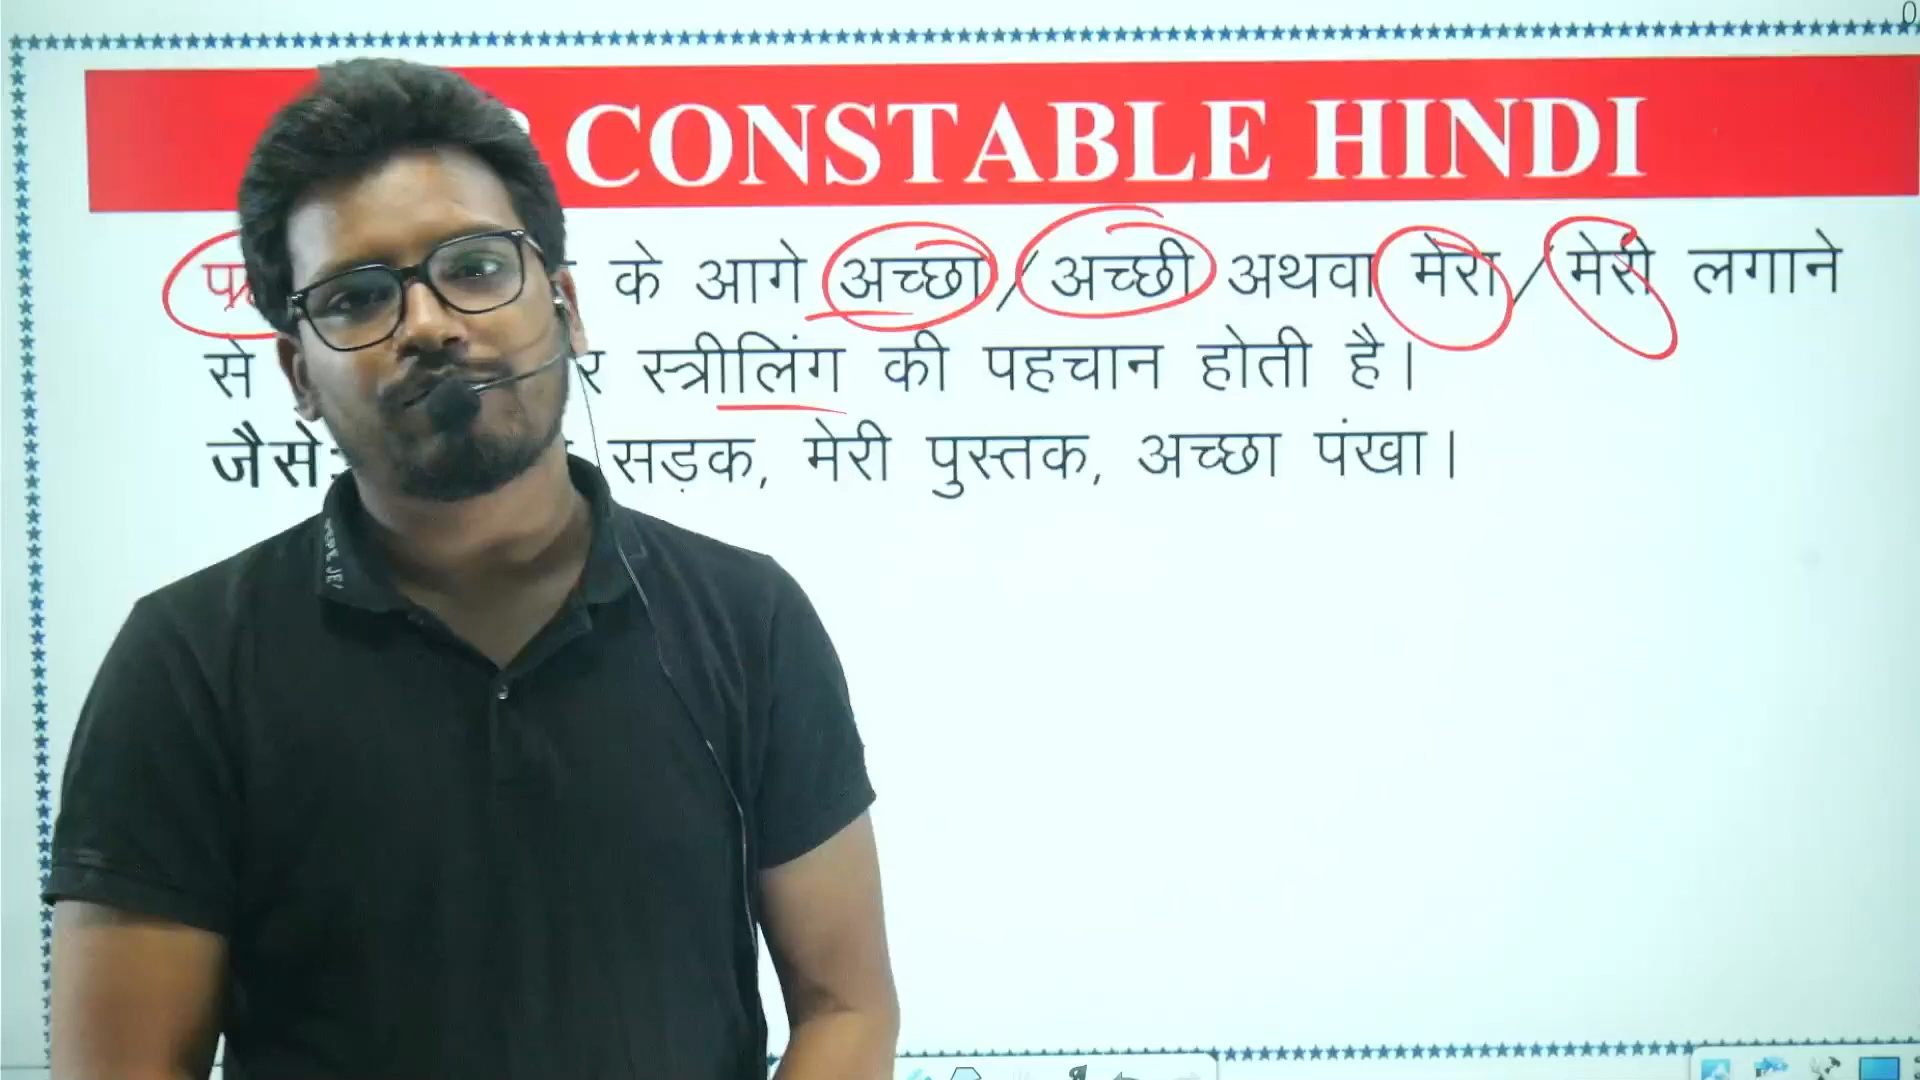 CONSTABLE HINDI
के आगे अच्छा / अच्छी अथवा मेरा / मेरी लगाने
से स्त्रीलिंग की पहचान होती है।
जैसे: सड़क, मेरी पुस्तक, अच्छा पंखा।